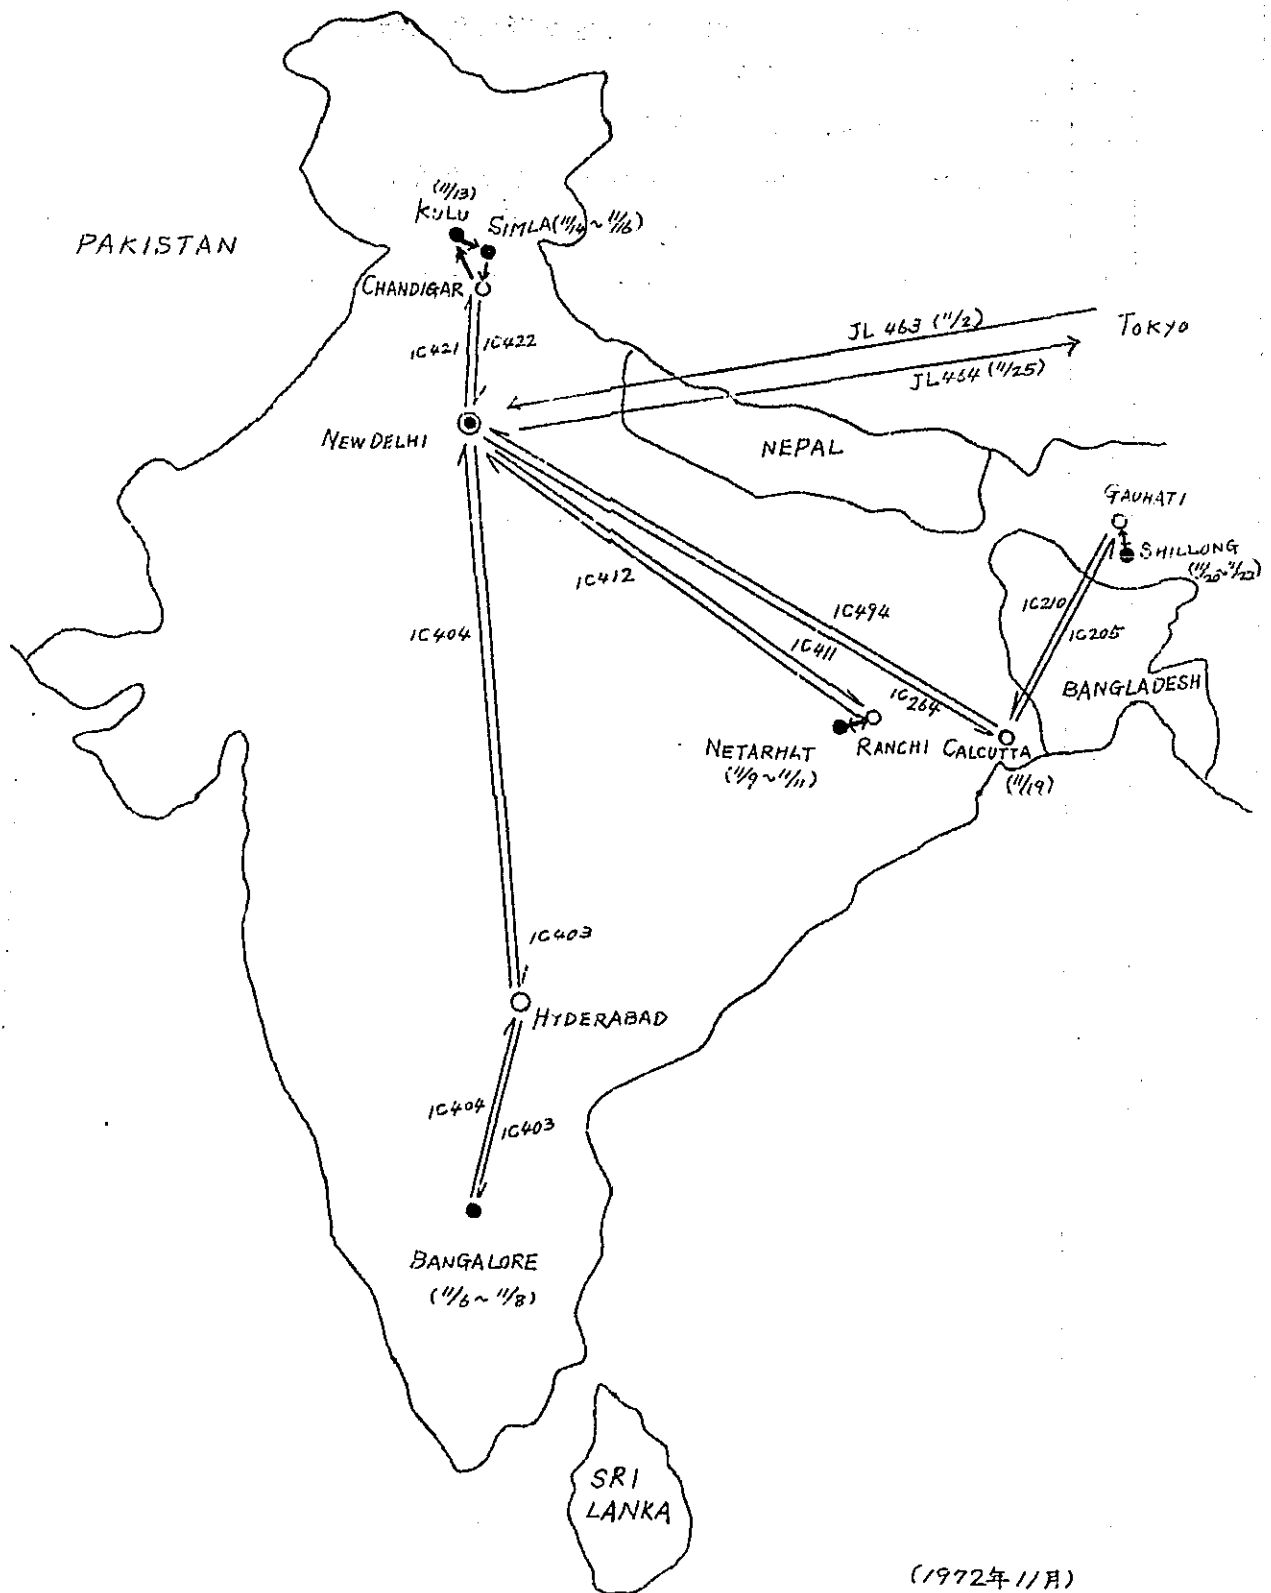 (11/13)
KULU
SIMLA (11/14~11/16)
PAKISTAN
CHANDIGAR
JL 463 (11/2)
TOKYO
IC421
IC422
JL464 (11/25)
NEW DELHI
NEPAL
GAUHATI
SHILLONG
(11/20~11/22)
IC412
IC210
IC494
IC404
IC205
IC411
BANGLADESH
IC264
NETARHAT
RANCHI
CALCUTTA
(11/9~11/11)
(11/19)
IC403
HYDERABAD
IC404
IC403
BANGALORE
(11/6~11/8)
SRI
LANKA
(1972年11月)